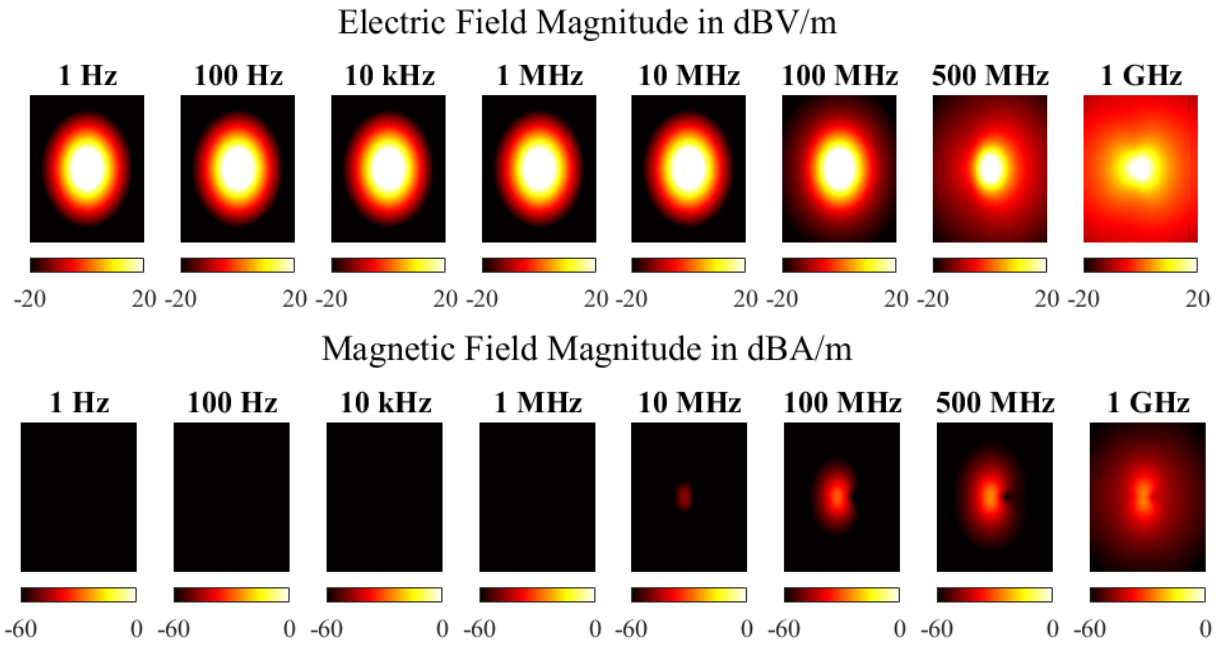 Electric Field Magnitude in dBV/m
1 Hz 100 Hz 10 kHz 1 MHz 10 MHz 100 MHz 500 MHz 1 GHz
-20 20 -20 20 -20 20 -20 20 -20 20 -20 20 -20 20 -20 20
Magnetic Field Magnitude in dBA/m
1 Hz 100 Hz 10 kHz 1 MHz 10 MHz 100 MHz 500 MHz 1 GHz
-60 0 -60 0 -60 0 -60 0 -60 0 -60 0 -60 0 -60 0